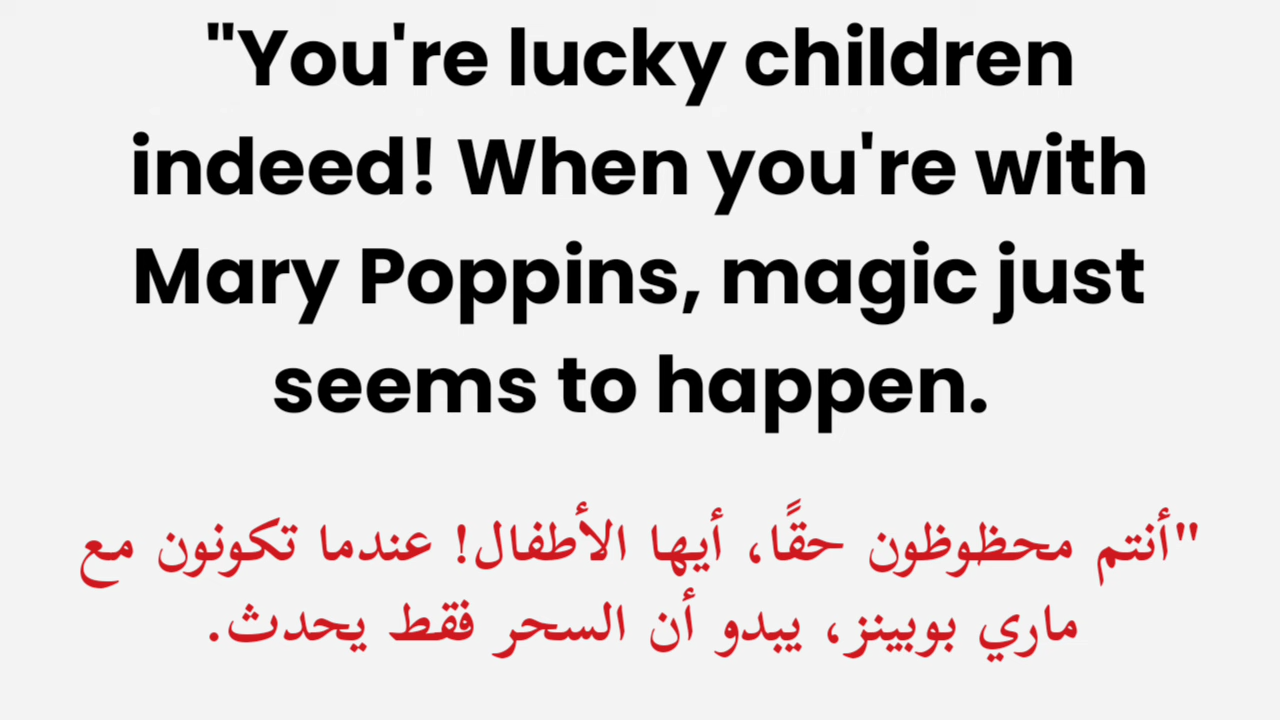 "You're lucky children
indeed! When you're with
Mary Poppins, magic just
seems to happen.
"أنتم محظوظون حقًا، أيها الأطفال! عندما تكونون مع
ماري بوبينز، يبدو أن السحر فقط يحدث.